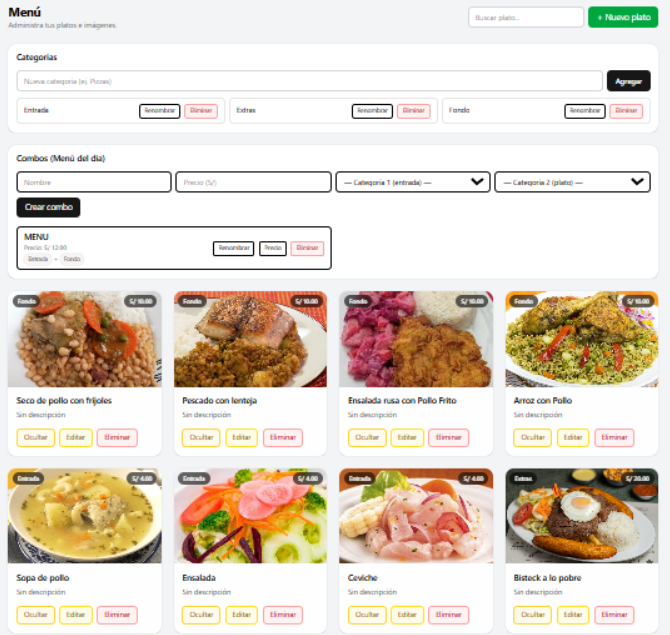 Menú
Administra tus platos e imágenes.
Buscar plato...
+ Nuevo plato
Categorías
Nueva categoría (ej. Pizzas)
Agregar
Entrada Renombrar Eliminar
Extras Renombrar Eliminar
Fondo Renombrar Eliminar
Combos (Menú del día)
Nombre
Precio (S/)
— Categoría 1 (entrada) —
— Categoría 2 (plato) —
Crear combo
MENU
Precio: S/ 12.00
Entrada + Fondo
Renombrar Precio Eliminar
Fondo S/ 10.00
Seco de pollo con frijoles
Sin descripción
Ocultar Editar Eliminar
Fondo S/ 10.00
Pescado con lenteja
Sin descripción
Ocultar Editar Eliminar
Fondo S/ 10.00
Ensalada rusa con Pollo Frito
Sin descripción
Ocultar Editar Eliminar
Fondo S/ 10.00
Arroz con Pollo
Sin descripción
Ocultar Editar Eliminar
Entrada S/ 4.00
Sopa de pollo
Sin descripción
Ocultar Editar Eliminar
Entrada S/ 4.00
Ensalada
Sin descripción
Ocultar Editar Eliminar
Entrada S/ 4.00
Ceviche
Sin descripción
Ocultar Editar Eliminar
Extras S/ 20.00
Bisteck a lo pobre
Sin descripción
Ocultar Editar Eliminar